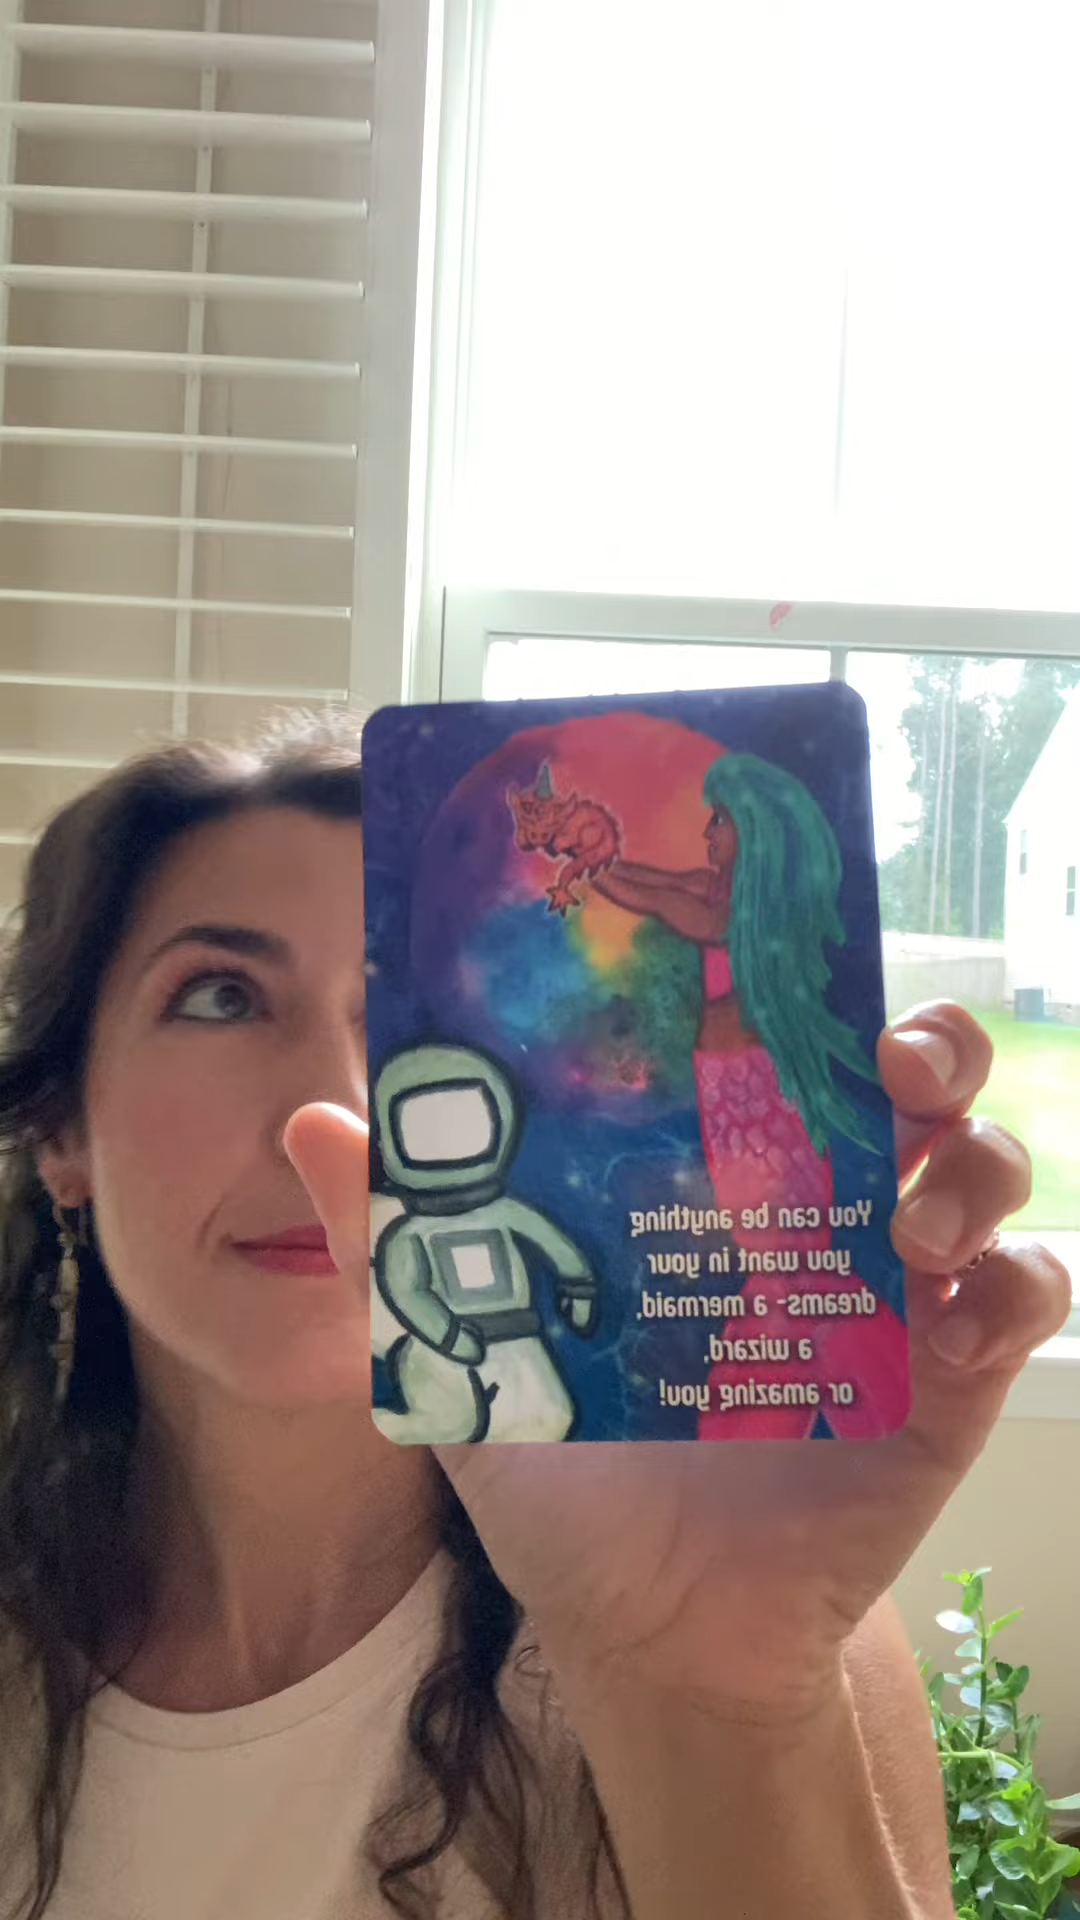 You can be anything
you want in your
dreams- a mermaid,
a wizard,
or amazing you!